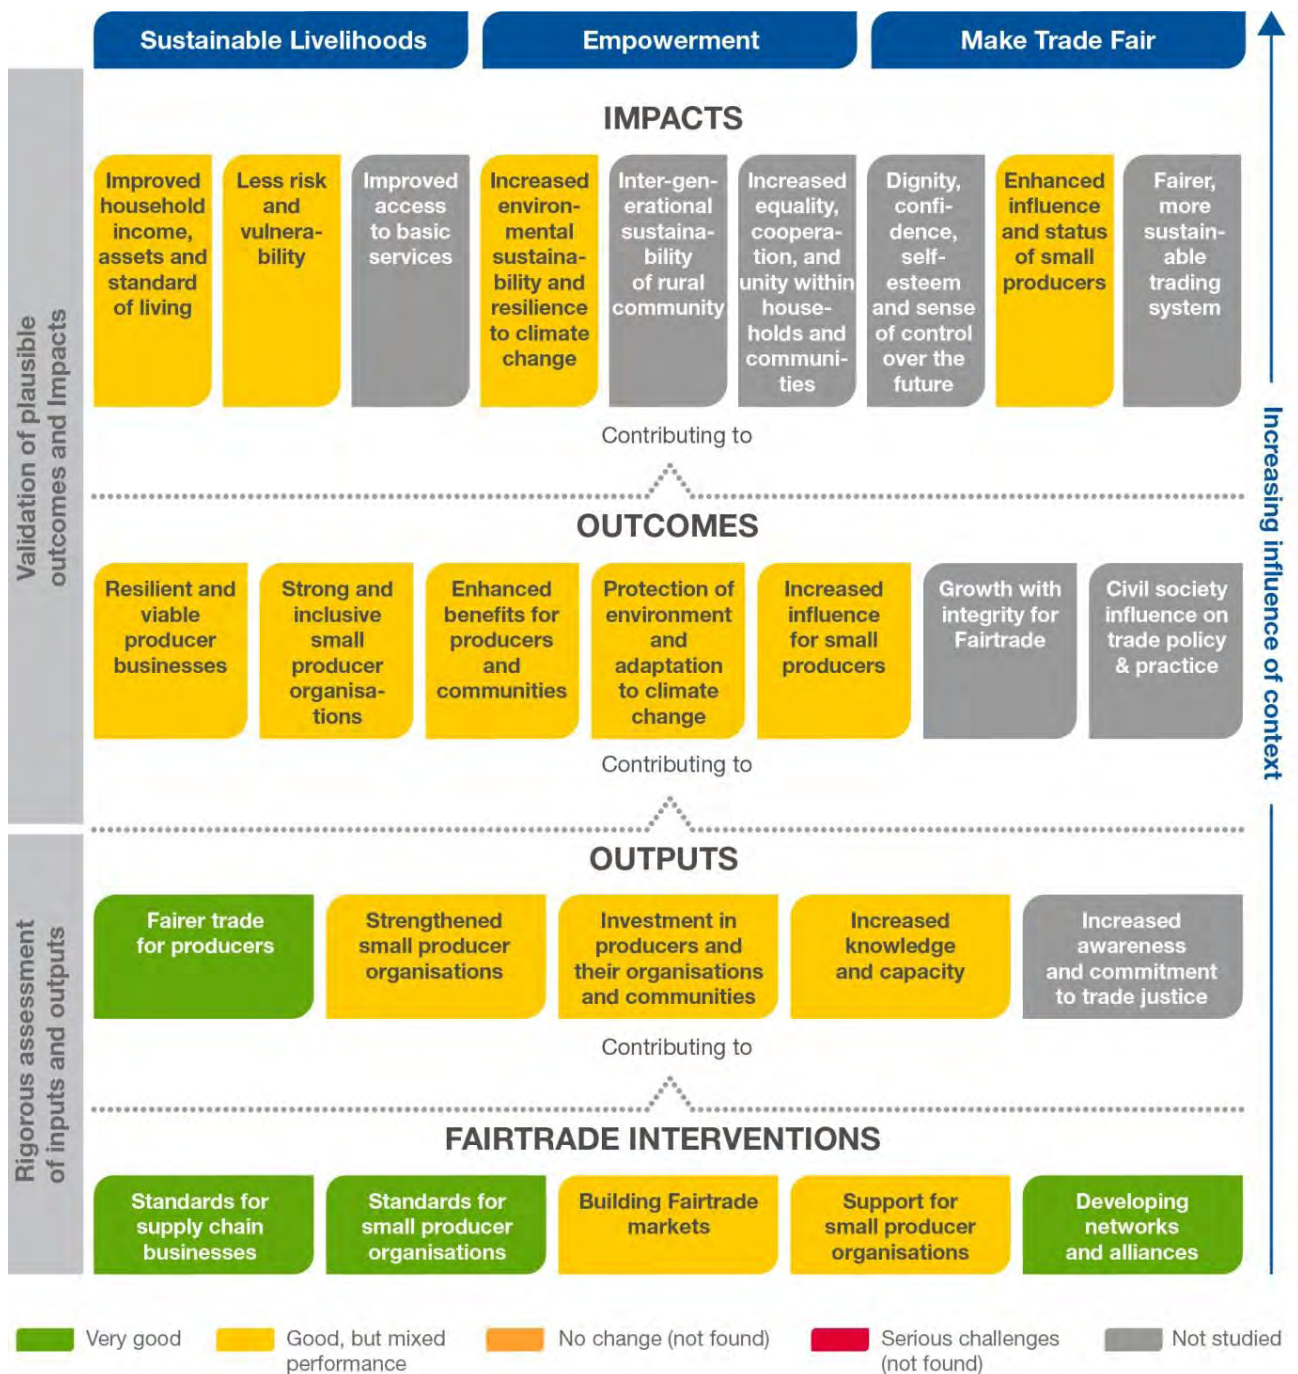 Sustainable Livelihoods
Empowerment
Make Trade Fair
IMPACTS
Improved
household
income,
assets and
standard
of living
Less risk
and
vulnera-
bility
Improved
access
to basic
services
Increased
environ-
mental
sustaina-
bility and
resilience
to climate
change
Inter-gen-
erational
sustaina-
bility
of rural
community
Increased
equality,
coopera-
tion, and
unity within
house-
holds and
communi-
ties
Dignity,
confi-
dence,
self-
esteem
and sense
of control
over the
future
Enhanced
influence
and status
of small
producers
Fairer,
more
sustain-
able
trading
system
Contributing to
OUTCOMES
Resilient and
viable
producer
businesses
Strong and
inclusive
small
producer
organisa-
tions
Enhanced
benefits for
producers
and
communities
Protection of
environment
and
adaptation
to climate
change
Increased
influence
for small
producers
Growth with
integrity for
Fairtrade
Civil society
influence on
trade policy
& practice
Contributing to
Validation of plausible
outcomes and Impacts
OUTPUTS
Fairer trade
for producers
Strengthened
small producer
organisations
Investment in
producers and
their organisations
and communities
Increased
knowledge
and capacity
Increased
awareness
and commitment
to trade justice
Contributing to
FAIRTRADE INTERVENTIONS
Standards for
supply chain
businesses
Standards for
small producer
organisations
Building Fairtrade
markets
Support for
small producer
organisations
Developing
networks
and alliances
Rigorous assessment
of inputs and outputs
Increasing influence of context
Very good
Good, but mixed
performance
No change (not found)
Serious challenges
(not found)
Not studied